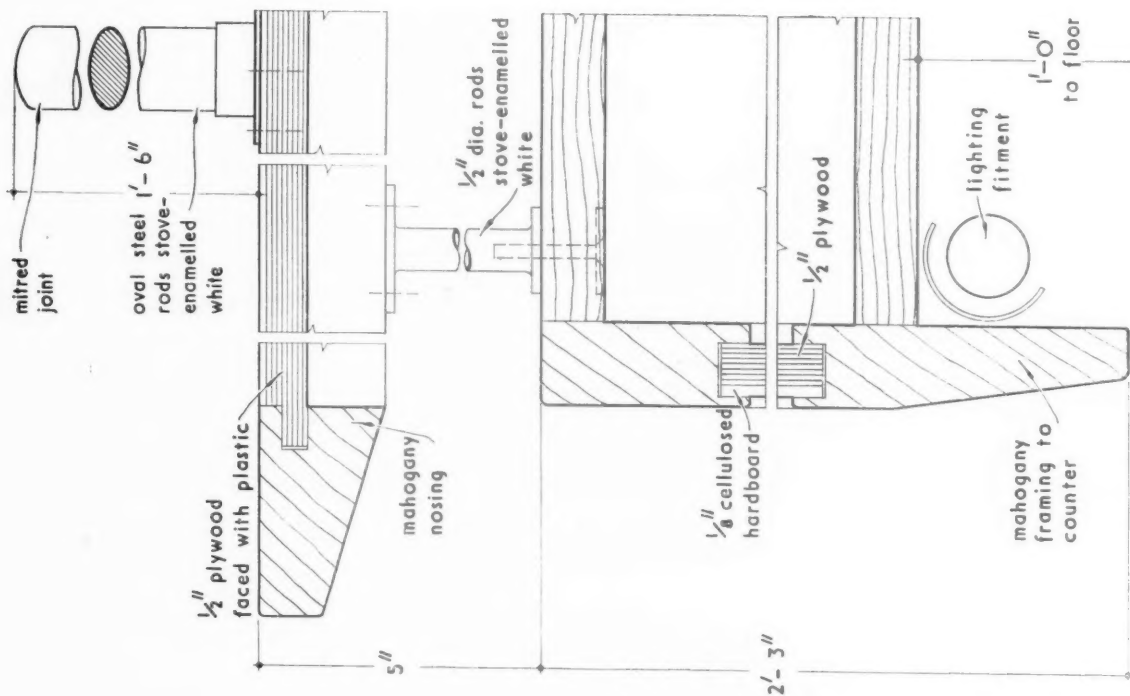 mitred
joint
oval steel
rods stove-
enamelled
white
1'- 6"
1/2" plywood
faced with plastic
mahogany
nosing
1/2" dia. rods
stove-enamelled
white
5"
1/8" cellulosed
hardboard
1/2" plywood
lighting
fitment
1'-0"
to floor
mahogany
framing to
counter
2'- 3"